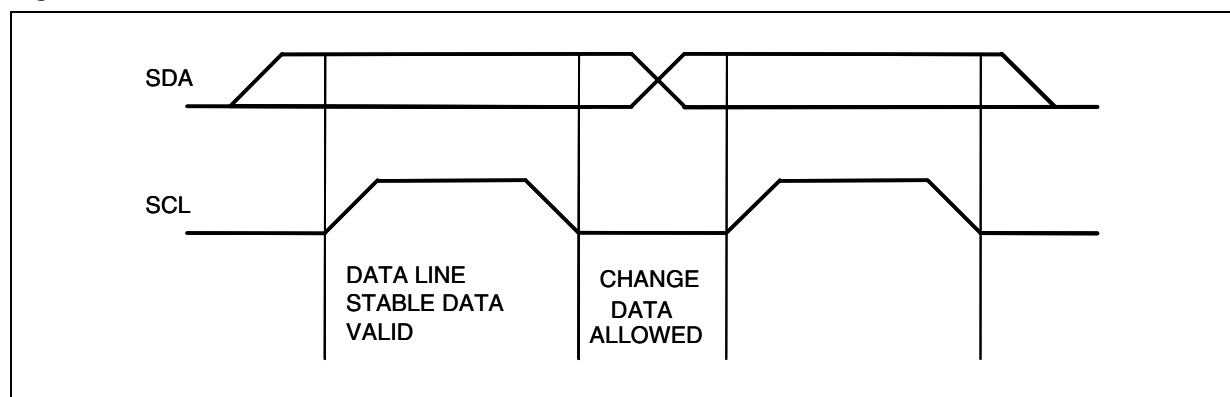 SDA
SCL
DATA LINE
STABLE DATA
VALID
CHANGE
DATA
ALLOWED